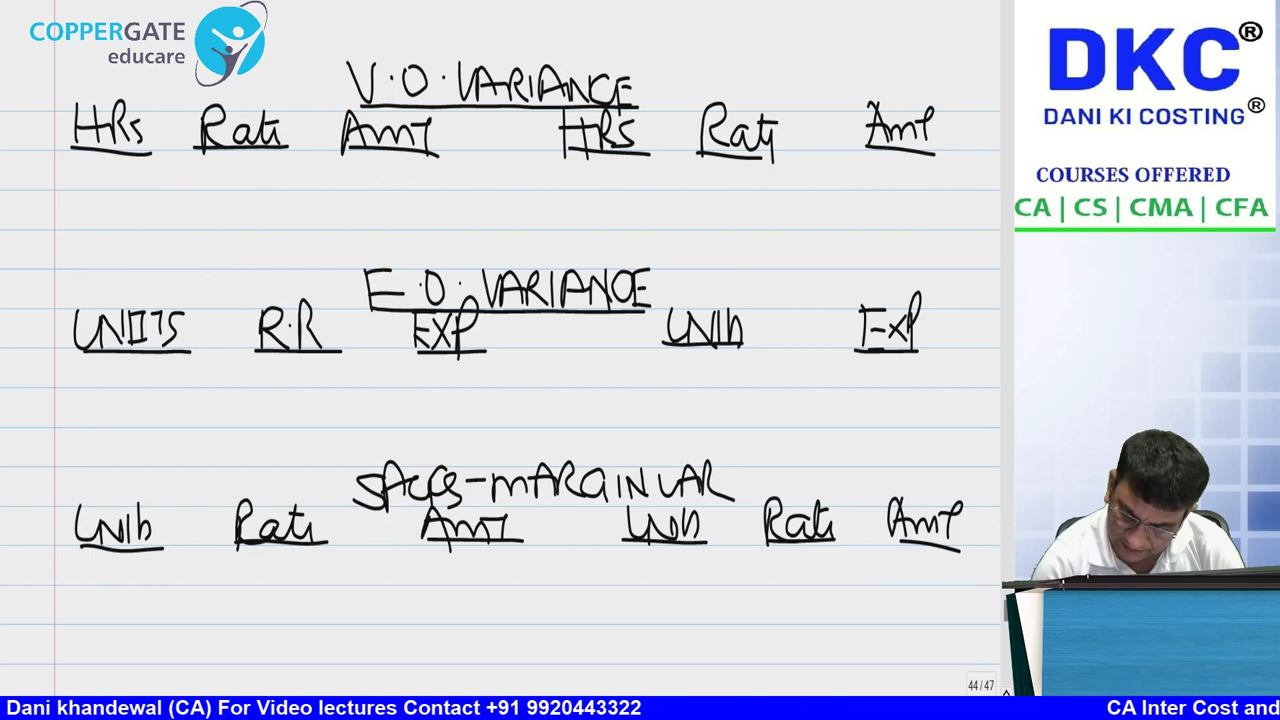 COPPERGATE
educare
V.O. VARIANCE
HRs Rate AMT HRS Rate Amt
E.O. VARIANCE
UNITS R.R EXP Units EXP
SALES-MARGIN VAR
Units Rate AMT Units Rate Amt
DKC®
DANI KI COSTING®
COURSES OFFERED
CA | CS | CMA | CFA
44/47
Dani khandewal (CA) For Video lectures Contact +91 9920443322
CA Inter Cost and